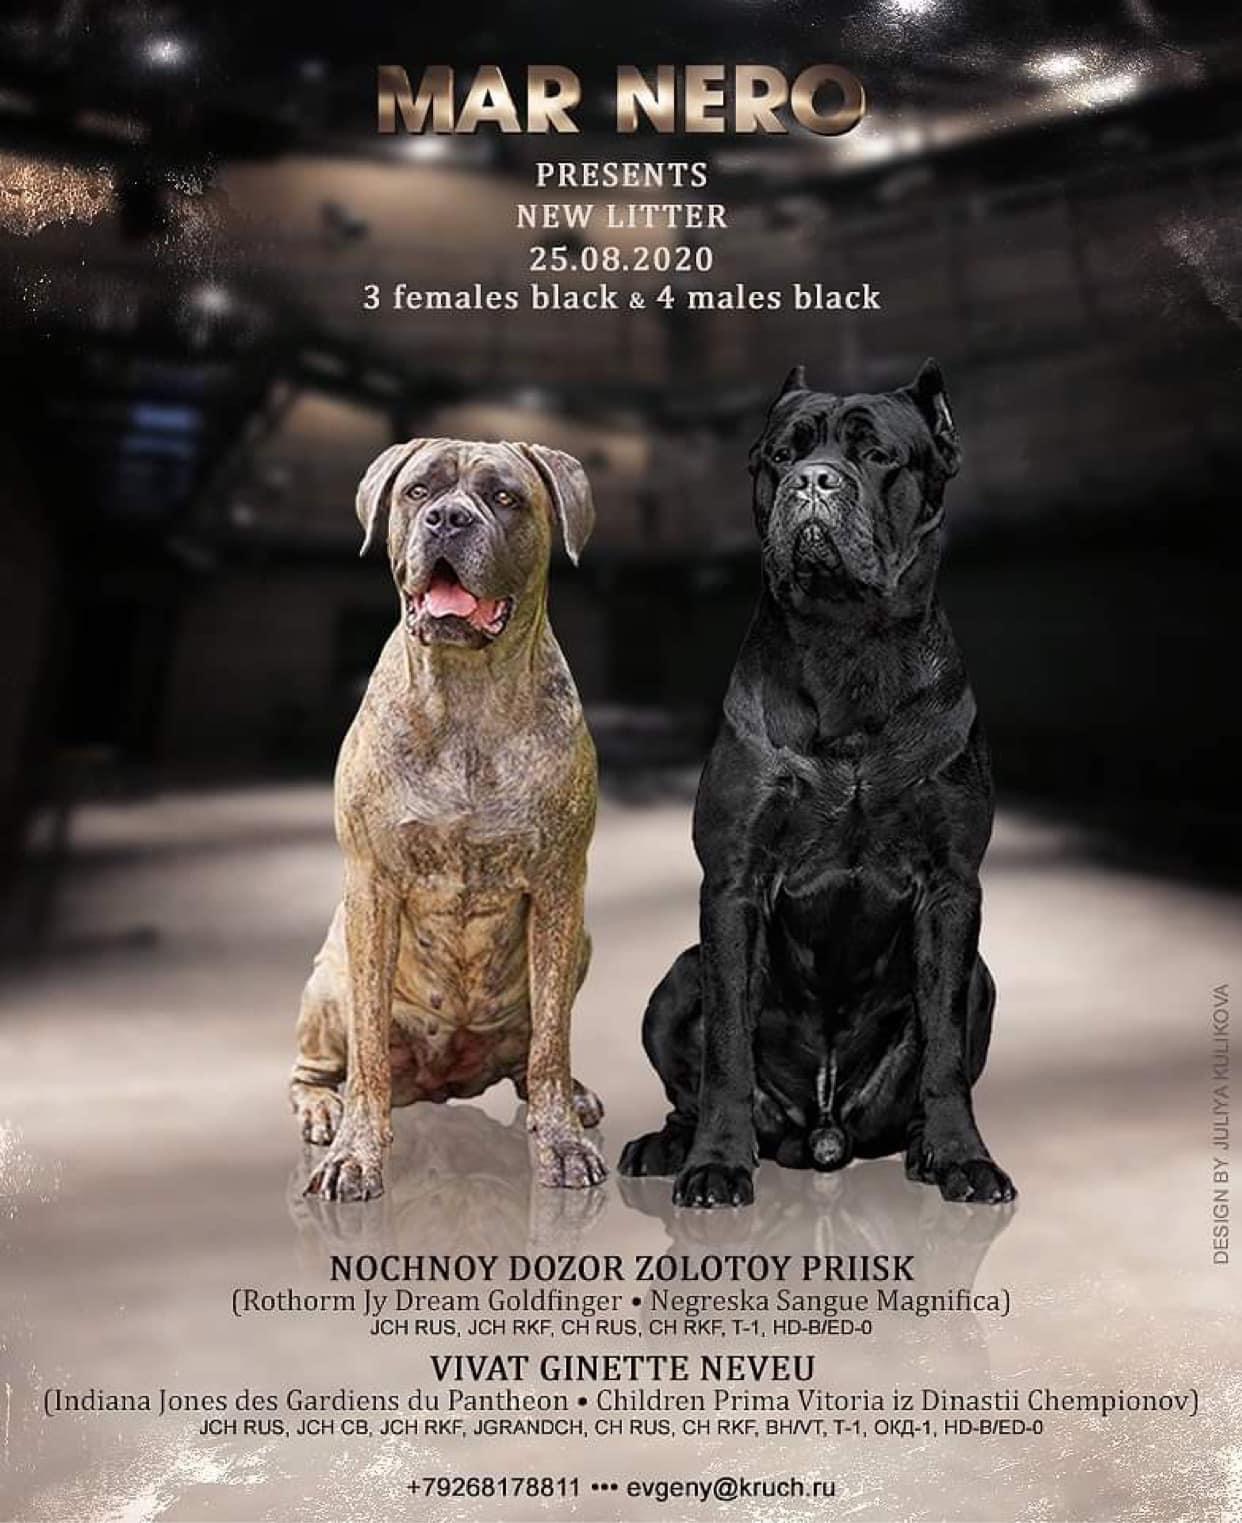 MAR NERO
PRESENTS
NEW LITTER
25.08.2020
3 females black & 4 males black
DESIGN BY JULIYA KULIKOVA
NOCHNOY DOZOR ZOLOTOY PRIISK
(Rothorm Jy Dream Goldfinger • Negreska Sangue Magnifica)
JCH RUS, JCH RKF, CH RUS, CH RKF, T-1, HD-B/ED-0
VIVAT GINETTE NEVEU
(Indiana Jones des Gardiens du Pantheon • Children Prima Vitoria iz Dinastii Chempionov)
JCH RUS, JCH CB, JCH RKF, JGRANDCH, CH RUS, CH RKF, BH/VT, T-1, ОКД-1, HD-B/ED-0
+79268178811 ••• evgeny@kruch.ru